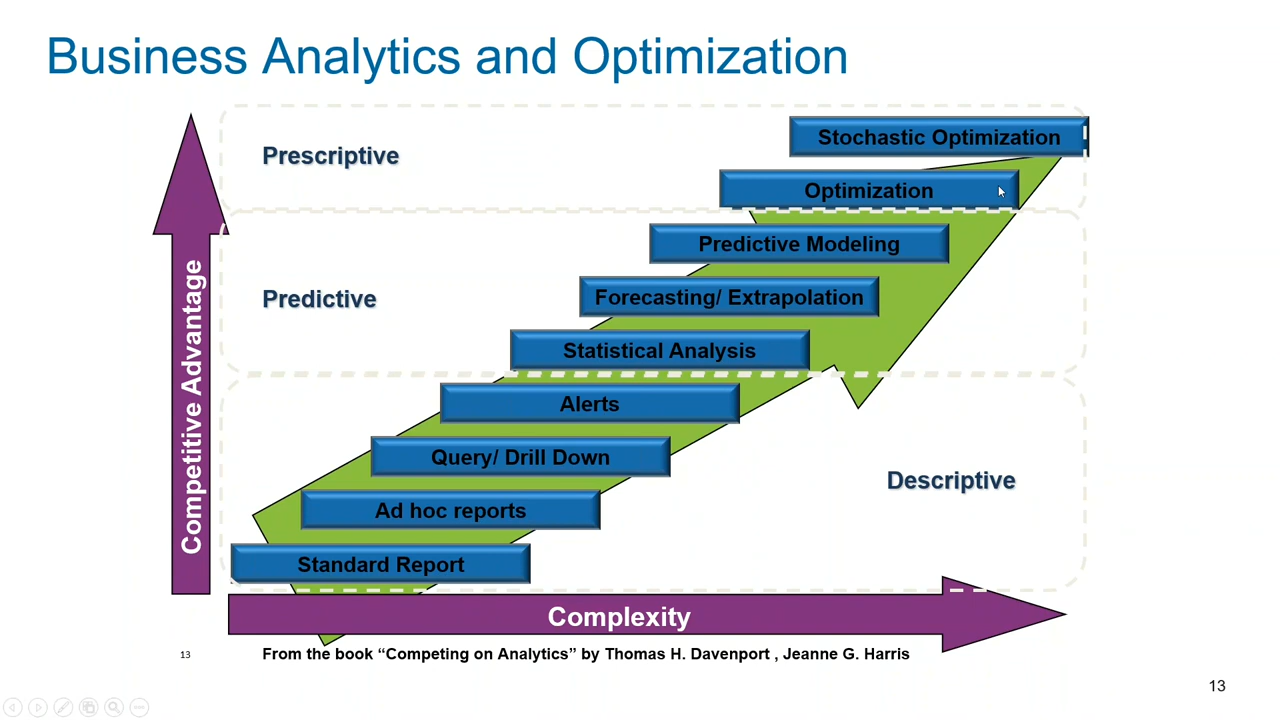 Business Analytics and Optimization
Prescriptive
Stochastic Optimization
Optimization
Predictive Modeling
Predictive
Forecasting/ Extrapolation
Statistical Analysis
Alerts
Query/ Drill Down
Descriptive
Ad hoc reports
Standard Report
Competitive Advantage
Complexity
13
From the book “Competing on Analytics” by Thomas H. Davenport , Jeanne G. Harris
13